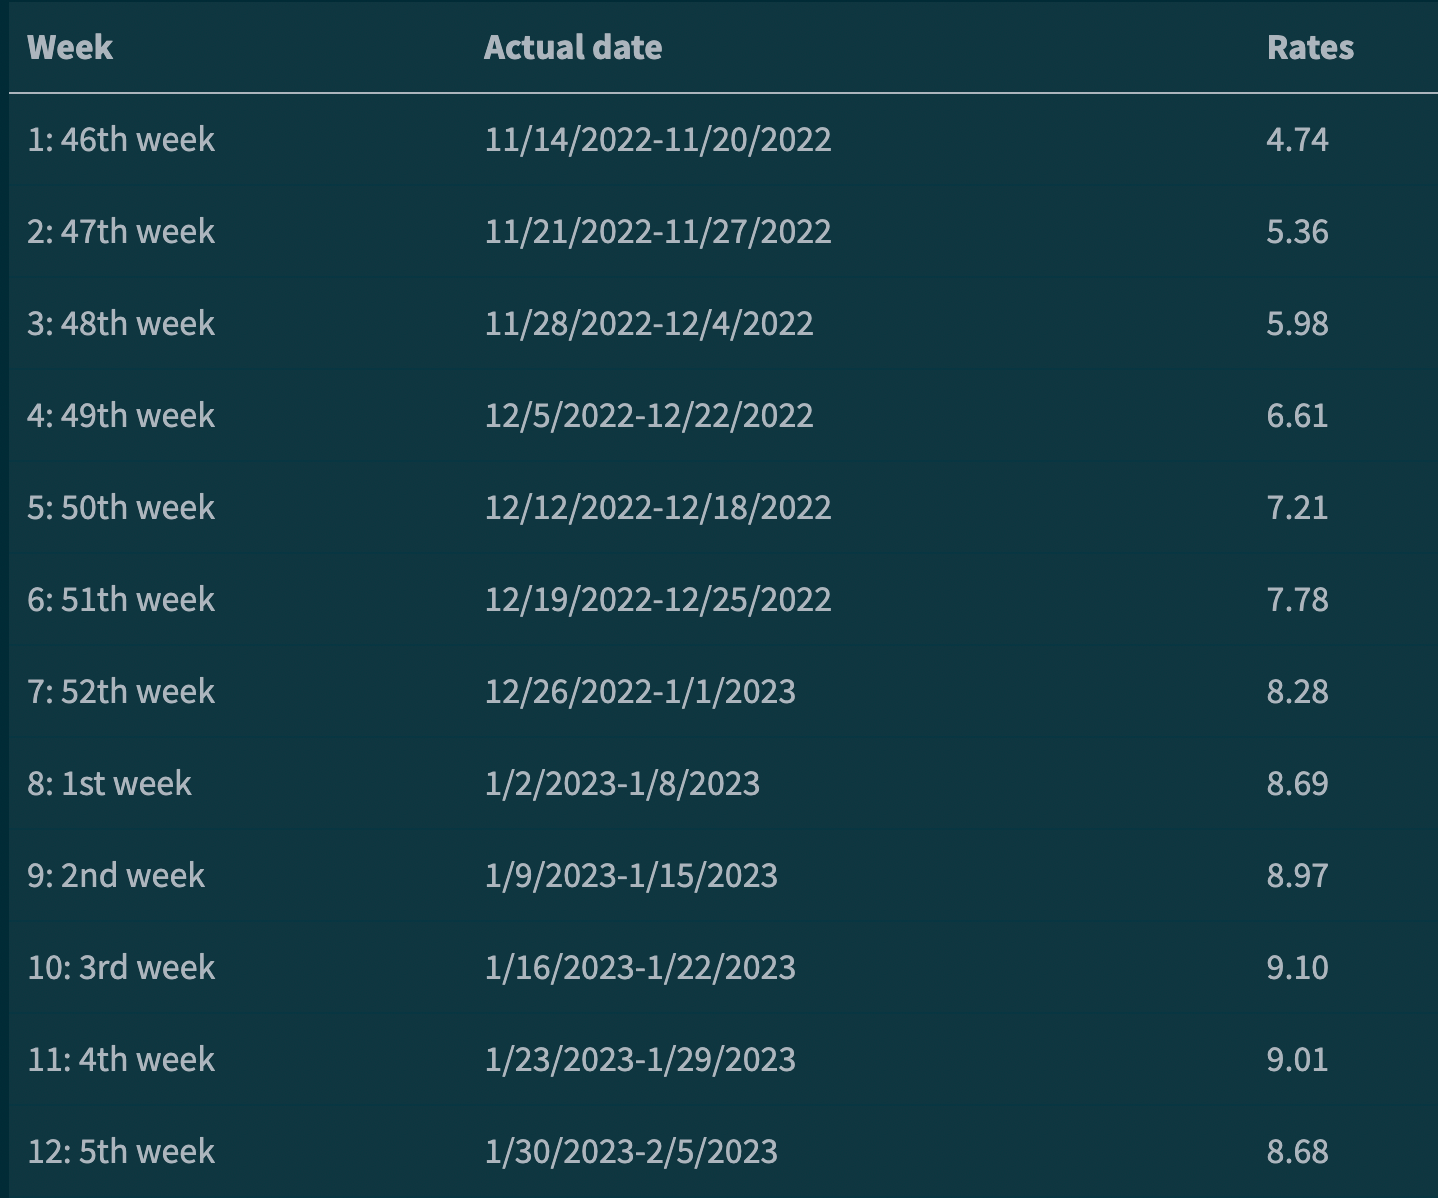 Week Actual date Rates
1: 46th week 11/14/2022-11/20/2022 4.74
2: 47th week 11/21/2022-11/27/2022 5.36
3: 48th week 11/28/2022-12/4/2022 5.98
4: 49th week 12/5/2022-12/22/2022 6.61
5: 50th week 12/12/2022-12/18/2022 7.21
6: 51th week 12/19/2022-12/25/2022 7.78
7: 52th week 12/26/2022-1/1/2023 8.28
8: 1st week 1/2/2023-1/8/2023 8.69
9: 2nd week 1/9/2023-1/15/2023 8.97
10: 3rd week 1/16/2023-1/22/2023 9.10
11: 4th week 1/23/2023-1/29/2023 9.01
12: 5th week 1/30/2023-2/5/2023 8.68